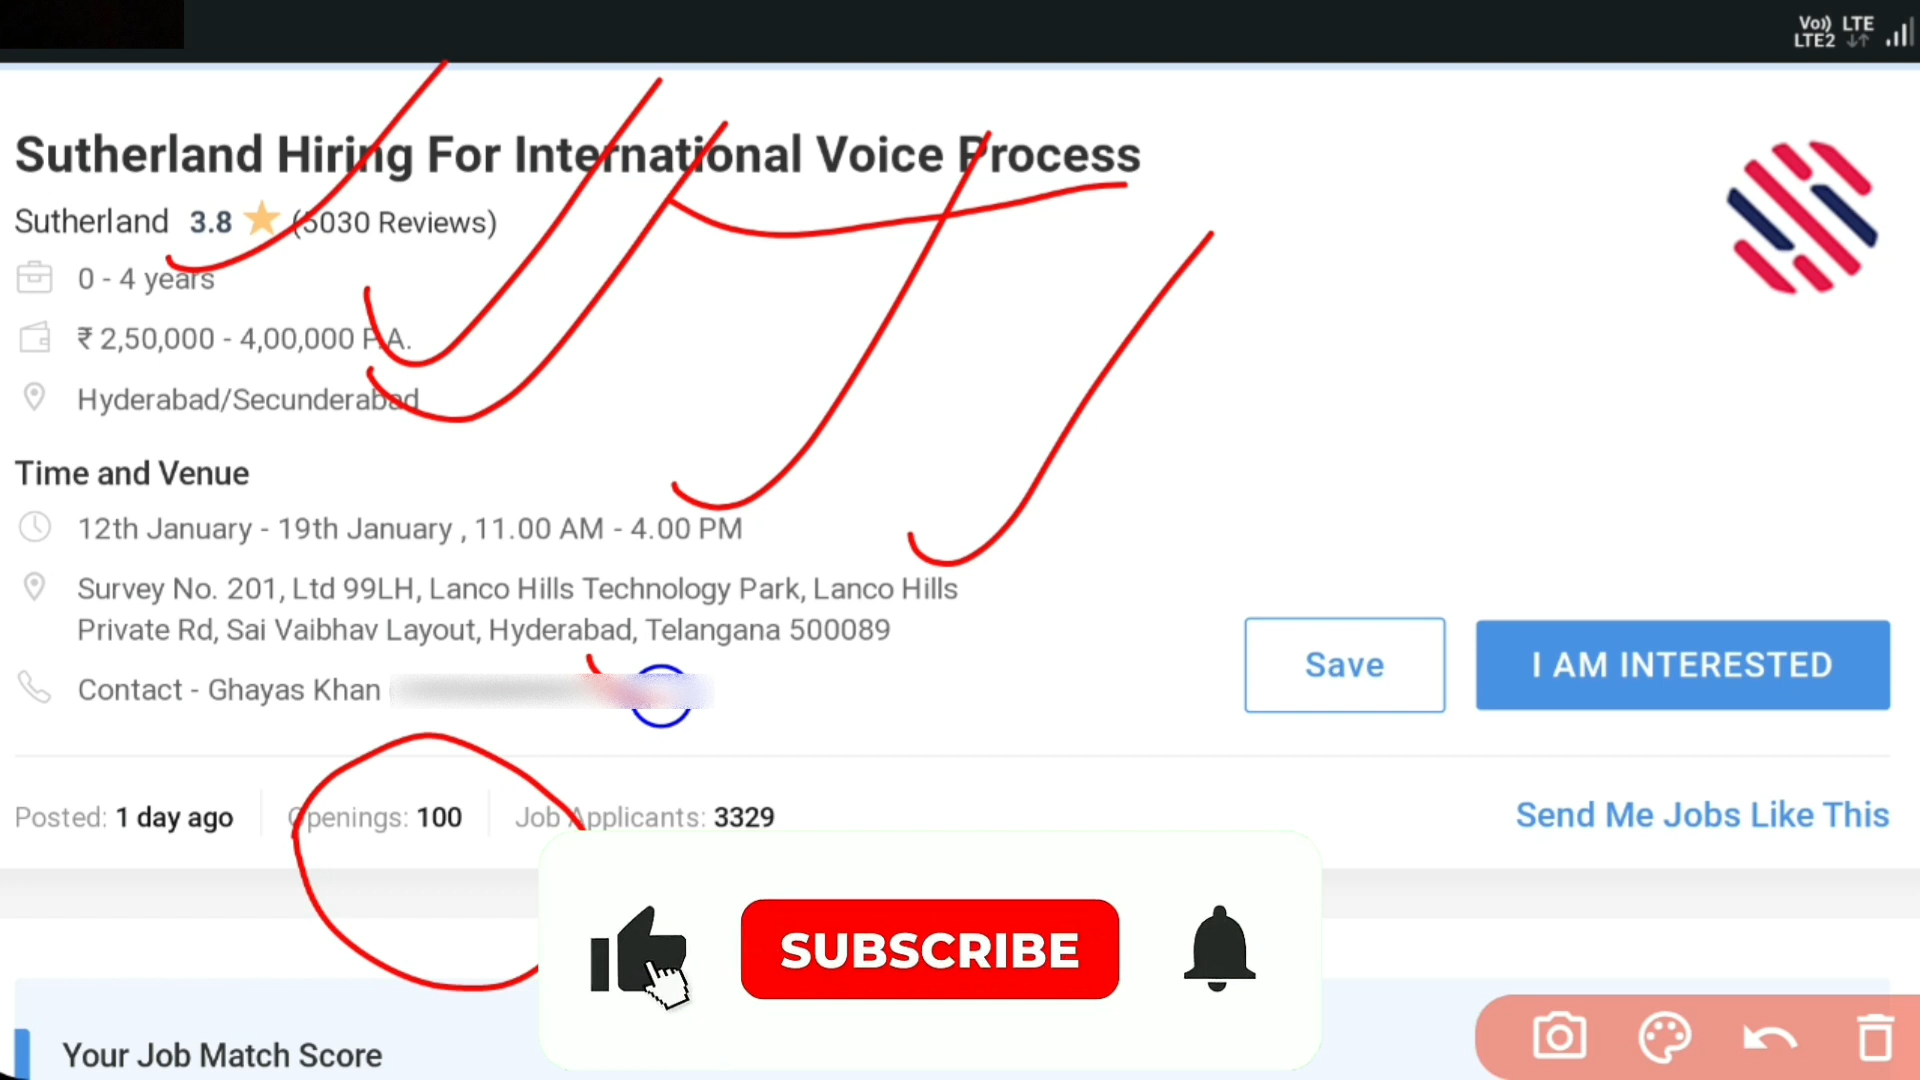 Vo)) LTE
LTE2
Sutherland Hiring For International Voice Process
Sutherland 3.8 (5030 Reviews)
0 - 4 years
₹ 2,50,000 - 4,00,000 P.A.
Hyderabad/Secunderabad
Time and Venue
12th January - 19th January , 11.00 AM - 4.00 PM
Survey No. 201, Ltd 99LH, Lanco Hills Technology Park, Lanco Hills
Private Rd, Sai Vaibhav Layout, Hyderabad, Telangana 500089
Contact - Ghayas Khan
Save
I AM INTERESTED
Posted: 1 day ago Openings: 100 Job Applicants: 3329
Send Me Jobs Like This
SUBSCRIBE
Your Job Match Score